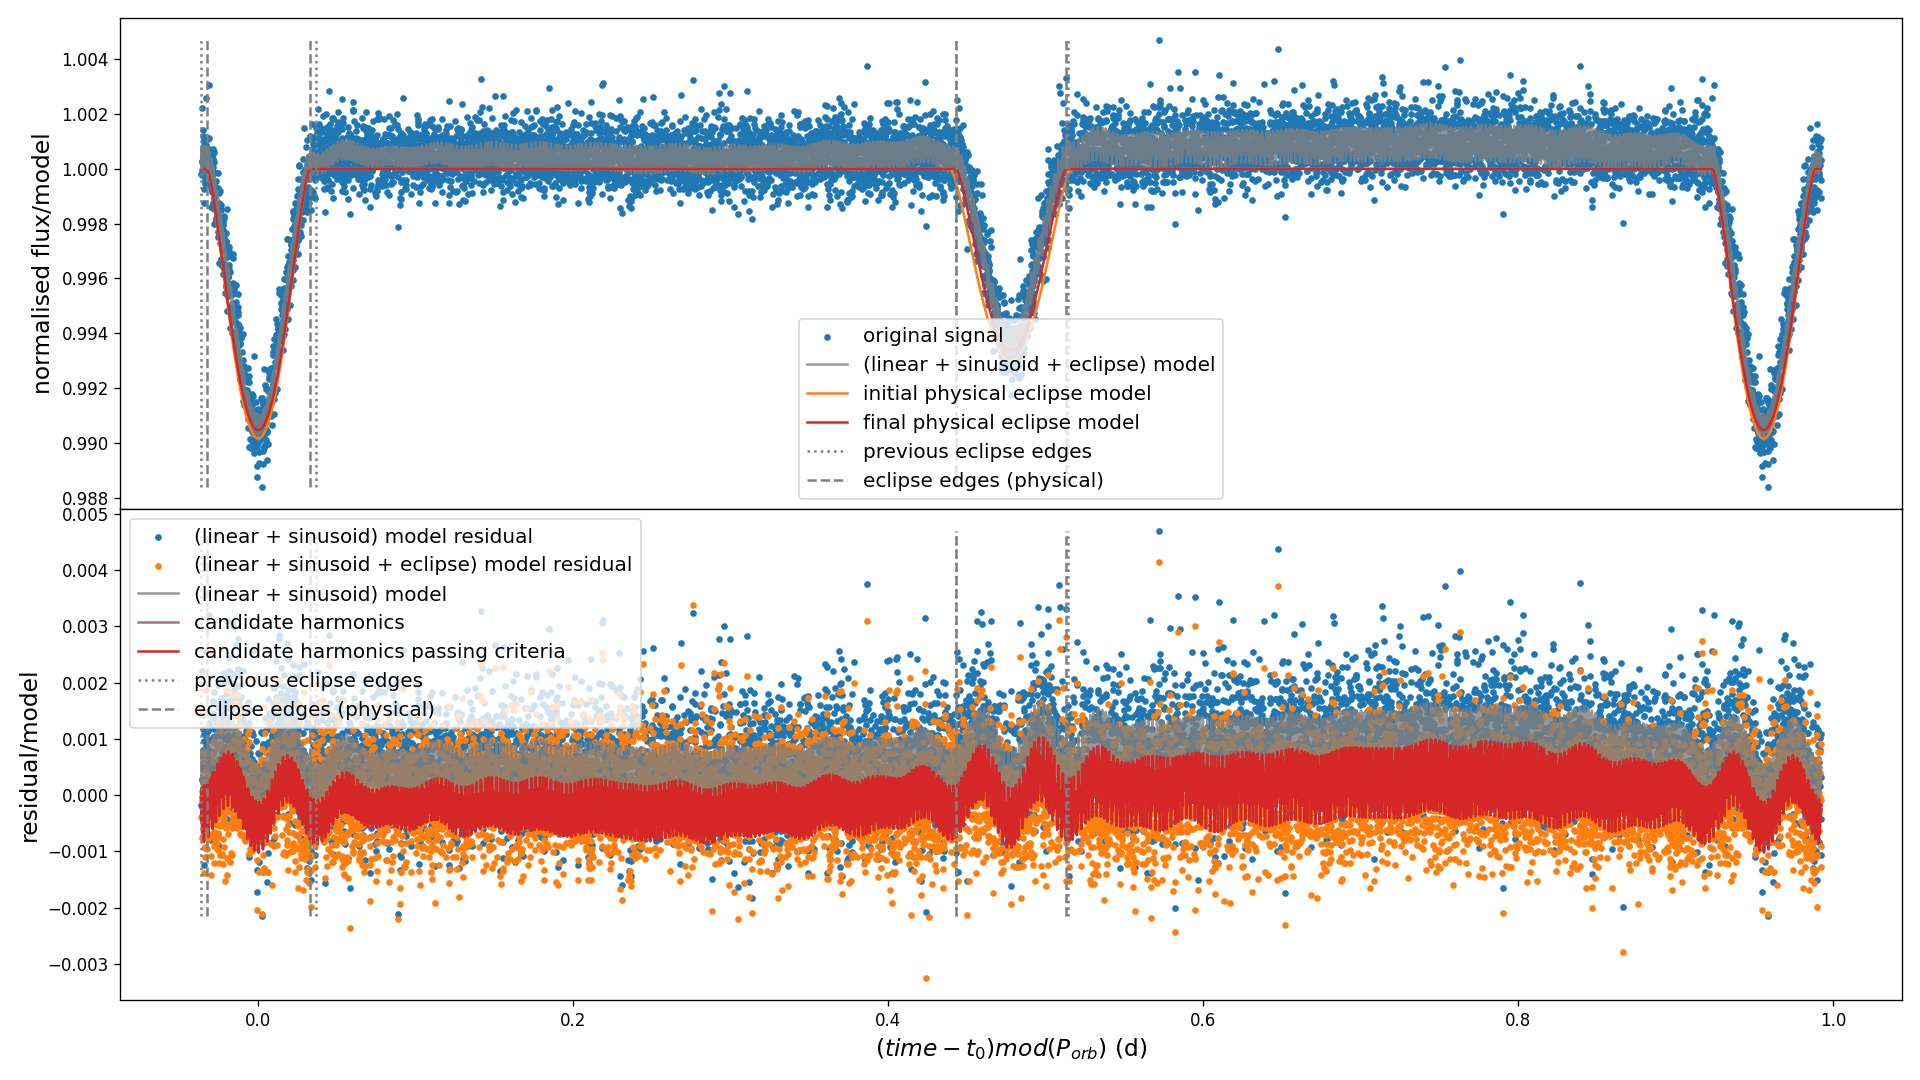 normalised flux/model
1.004
1.002
1.000
0.998
0.996
0.994
0.992
0.990
0.988
original signal
(linear + sinusoid + eclipse) model
initial physical eclipse model
final physical eclipse model
previous eclipse edges
eclipse edges (physical)
residual/model
0.005
0.004
0.003
0.002
0.001
0.000
−0.001
−0.002
−0.003
(linear + sinusoid) model residual
(linear + sinusoid + eclipse) model residual
(linear + sinusoid) model
candidate harmonics
candidate harmonics passing criteria
previous eclipse edges
eclipse edges (physical)
0.0 0.2 0.4 0.6 0.8 1.0
(time − t₀)mod(P_orb) (d)